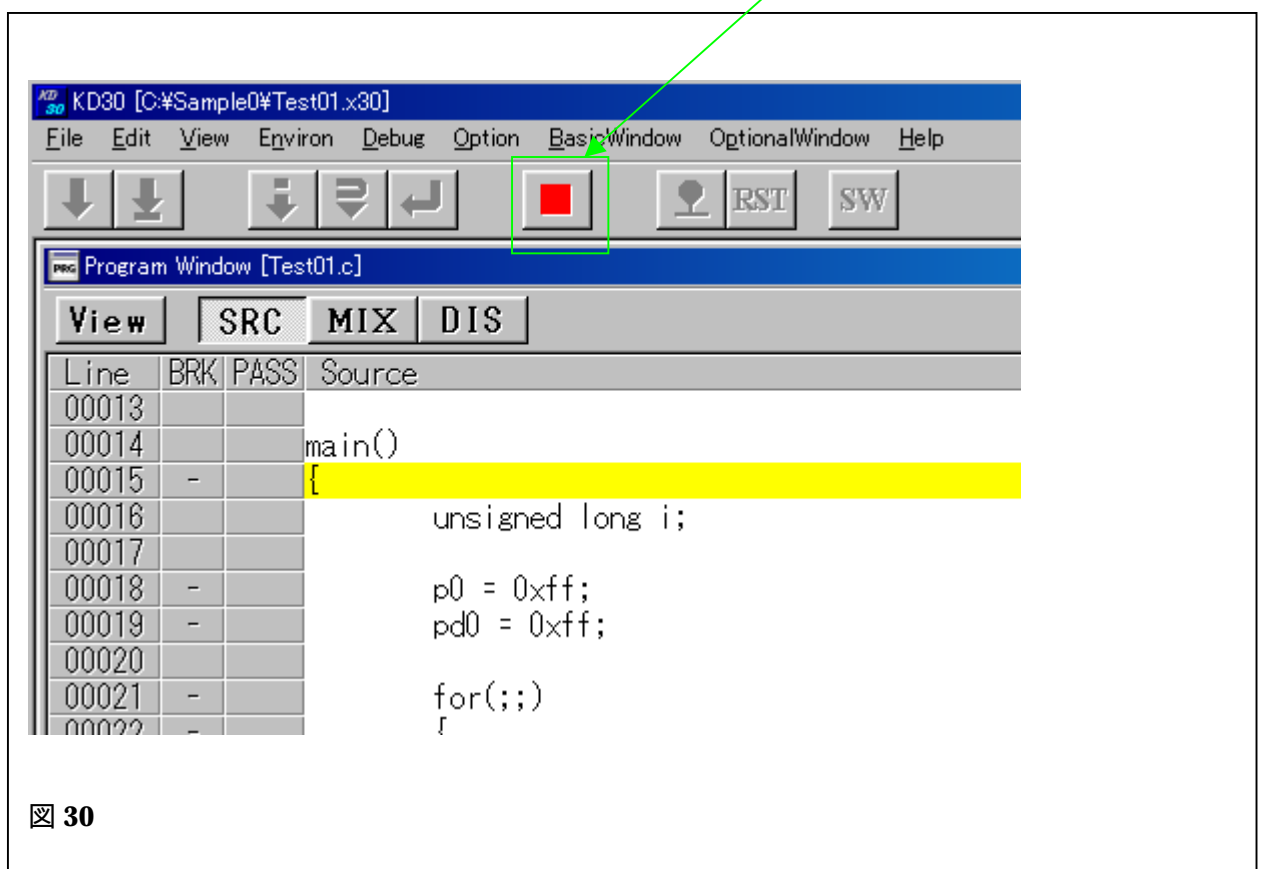 KD30 [C:¥Sample0¥Test01.x30]
File Edit View Environ Debug Option BasicWindow OptionalWindow Help
RST SW
PRG Program Window [Test01.c]
View SRC MIX DIS
Line BRK PASS Source
00013
00014 main()
00015 - {
00016 unsigned long i;
00017
00018 - p0 = 0xff;
00019 - pd0 = 0xff;
00020
00021 - for(;;)
00022 - {
図 30